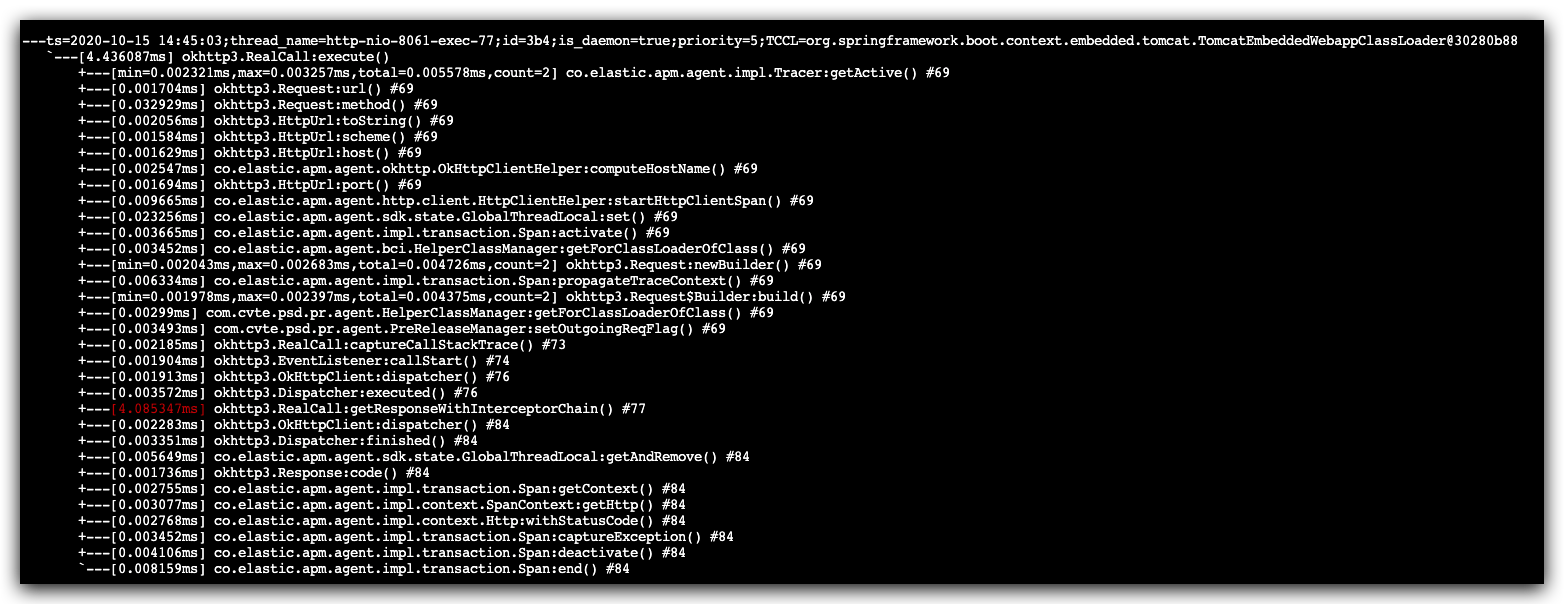 ---ts=2020-10-15 14:45:03;thread_name=http-nio-8061-exec-77;id=3b4;is_daemon=true;priority=5;TCCL=org.springframework.boot.context.embedded.tomcat.TomcatEmbeddedWebappClassLoader@30280b88
`---[4.436087ms] okhttp3.RealCall:execute()
+---[min=0.002321ms,max=0.003257ms,total=0.005578ms,count=2] co.elastic.apm.agent.impl.Tracer:getActive() #69
+---[0.001704ms] okhttp3.Request:url() #69
+---[0.032929ms] okhttp3.Request:method() #69
+---[0.002056ms] okhttp3.HttpUrl:toString() #69
+---[0.001584ms] okhttp3.HttpUrl:scheme() #69
+---[0.001629ms] okhttp3.HttpUrl:host() #69
+---[0.002547ms] co.elastic.apm.agent.okhttp.OkHttpClientHelper:computeHostName() #69
+---[0.001694ms] okhttp3.HttpUrl:port() #69
+---[0.009665ms] co.elastic.apm.agent.http.client.HttpClientHelper:startHttpClientSpan() #69
+---[0.023256ms] co.elastic.apm.agent.sdk.state.GlobalThreadLocal:set() #69
+---[0.003665ms] co.elastic.apm.agent.impl.transaction.Span:activate() #69
+---[0.003452ms] co.elastic.apm.agent.bci.HelperClassManager:getForClassLoaderOfClass() #69
+---[min=0.002043ms,max=0.002683ms,total=0.004726ms,count=2] okhttp3.Request:newBuilder() #69
+---[0.006334ms] co.elastic.apm.agent.impl.transaction.Span:propagateTraceContext() #69
+---[min=0.001978ms,max=0.002397ms,total=0.004375ms,count=2] okhttp3.Request$Builder:build() #69
+---[0.00299ms] com.cvte.psd.pr.agent.HelperClassManager:getForClassLoaderOfClass() #69
+---[0.003493ms] com.cvte.psd.pr.agent.PreReleaseManager:setOutgoingReqFlag() #69
+---[0.002185ms] okhttp3.RealCall:captureCallStackTrace() #73
+---[0.001904ms] okhttp3.EventListener:callStart() #74
+---[0.001913ms] okhttp3.OkHttpClient:dispatcher() #76
+---[0.003572ms] okhttp3.Dispatcher:executed() #76
+---[4.085347ms] okhttp3.RealCall:getResponseWithInterceptorChain() #77
+---[0.002283ms] okhttp3.OkHttpClient:dispatcher() #84
+---[0.003351ms] okhttp3.Dispatcher:finished() #84
+---[0.005649ms] co.elastic.apm.agent.sdk.state.GlobalThreadLocal:getAndRemove() #84
+---[0.001736ms] okhttp3.Response:code() #84
+---[0.002755ms] co.elastic.apm.agent.impl.transaction.Span:getContext() #84
+---[0.003077ms] co.elastic.apm.agent.impl.context.SpanContext:getHttp() #84
+---[0.002768ms] co.elastic.apm.agent.impl.context.Http:withStatusCode() #84
+---[0.003452ms] co.elastic.apm.agent.impl.transaction.Span:captureException() #84
+---[0.004106ms] co.elastic.apm.agent.impl.transaction.Span:deactivate() #84
`---[0.008159ms] co.elastic.apm.agent.impl.transaction.Span:end() #84